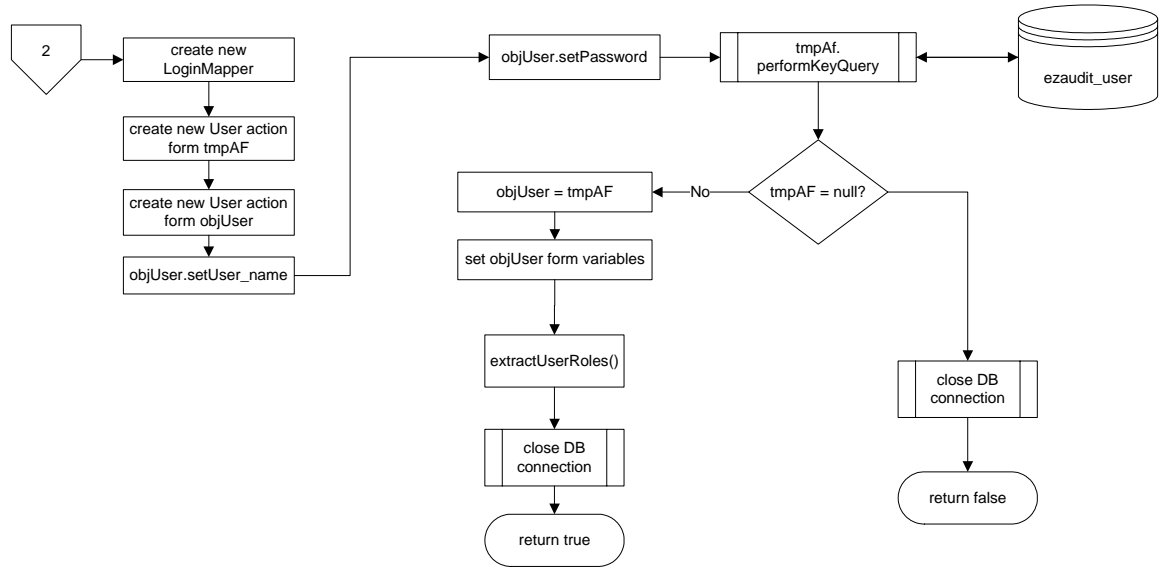 2
create new
LoginMapper
create new User action
form tmpAF
create new User action
form objUser
objUser.setUser_name
objUser.setPassword
tmpAf.
performKeyQuery
ezaudit_user
tmpAF = null?
No
objUser = tmpAF
set objUser form variables
extractUserRoles()
close DB
connection
return true
close DB
connection
return false